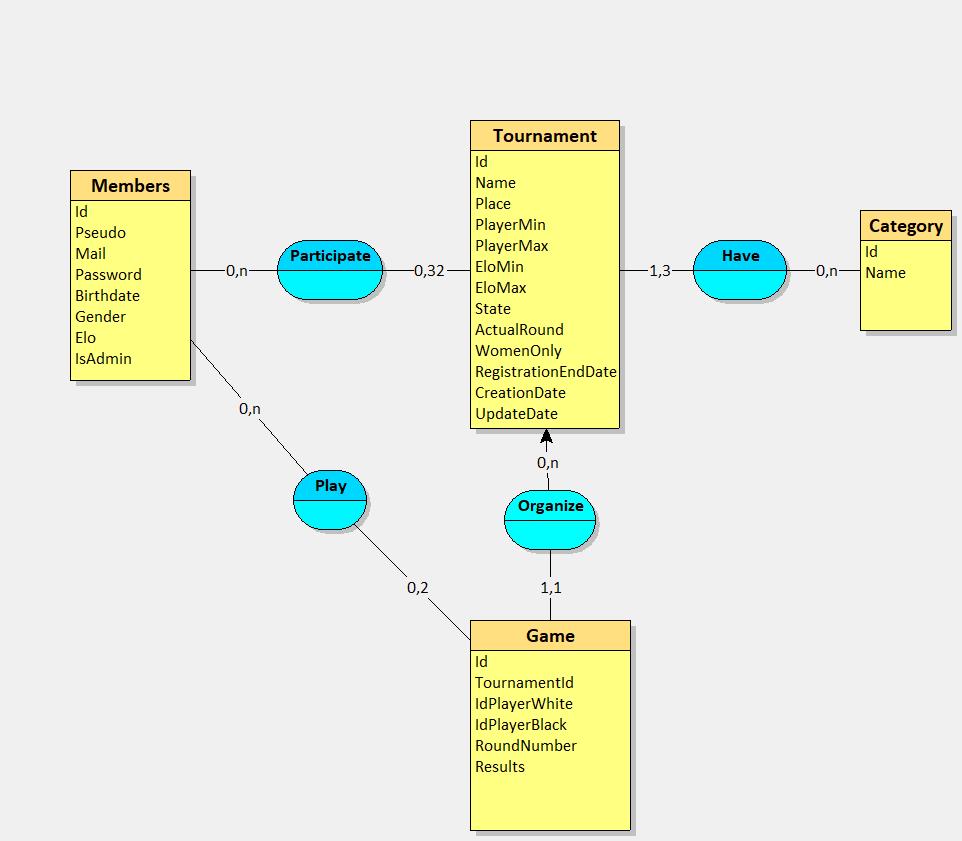 Members
Id
Pseudo
Mail
Password
Birthdate
Gender
Elo
IsAdmin
0,n
Participate
0,32
Tournament
Id
Name
Place
PlayerMin
PlayerMax
EloMin
EloMax
State
ActualRound
WomenOnly
RegistrationEndDate
CreationDate
UpdateDate
1,3
Have
0,n
Category
Id
Name
0,n
Play
0,2
0,n
Organize
1,1
Game
Id
TournamentId
IdPlayerWhite
IdPlayerBlack
RoundNumber
Results